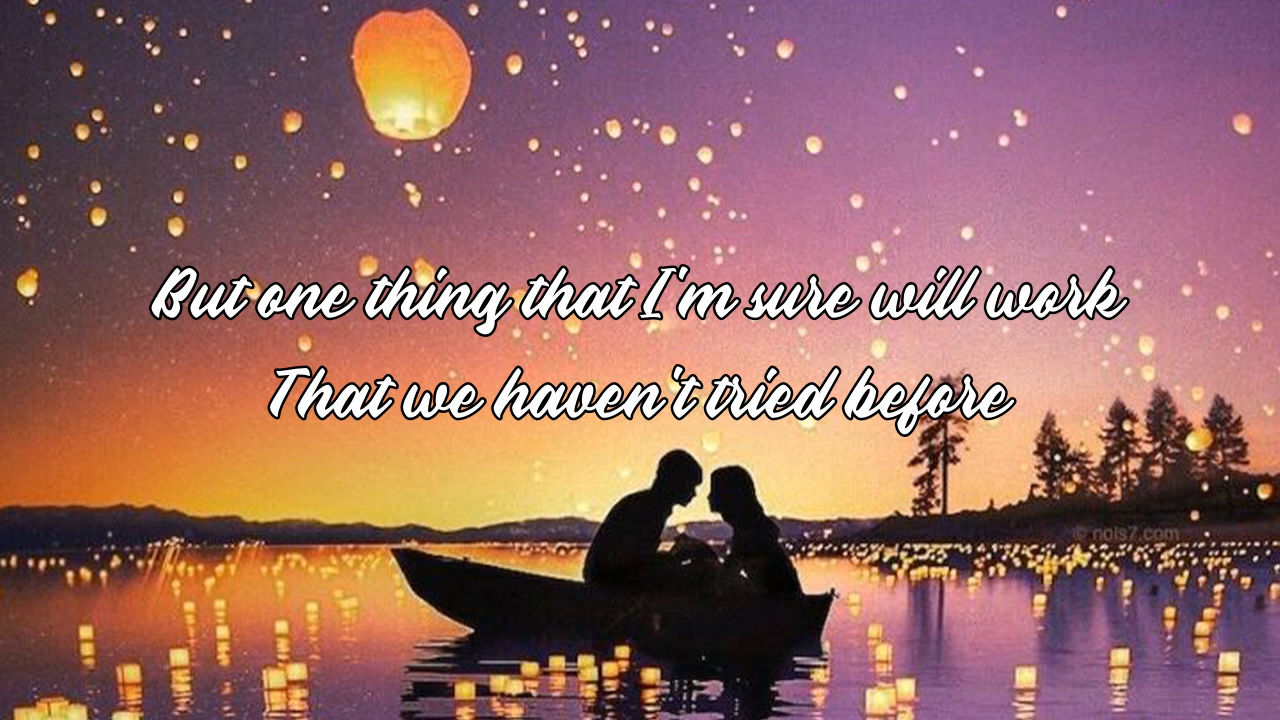 But one thing that I'm sure will work
That we haven't tried before
© nois7.com